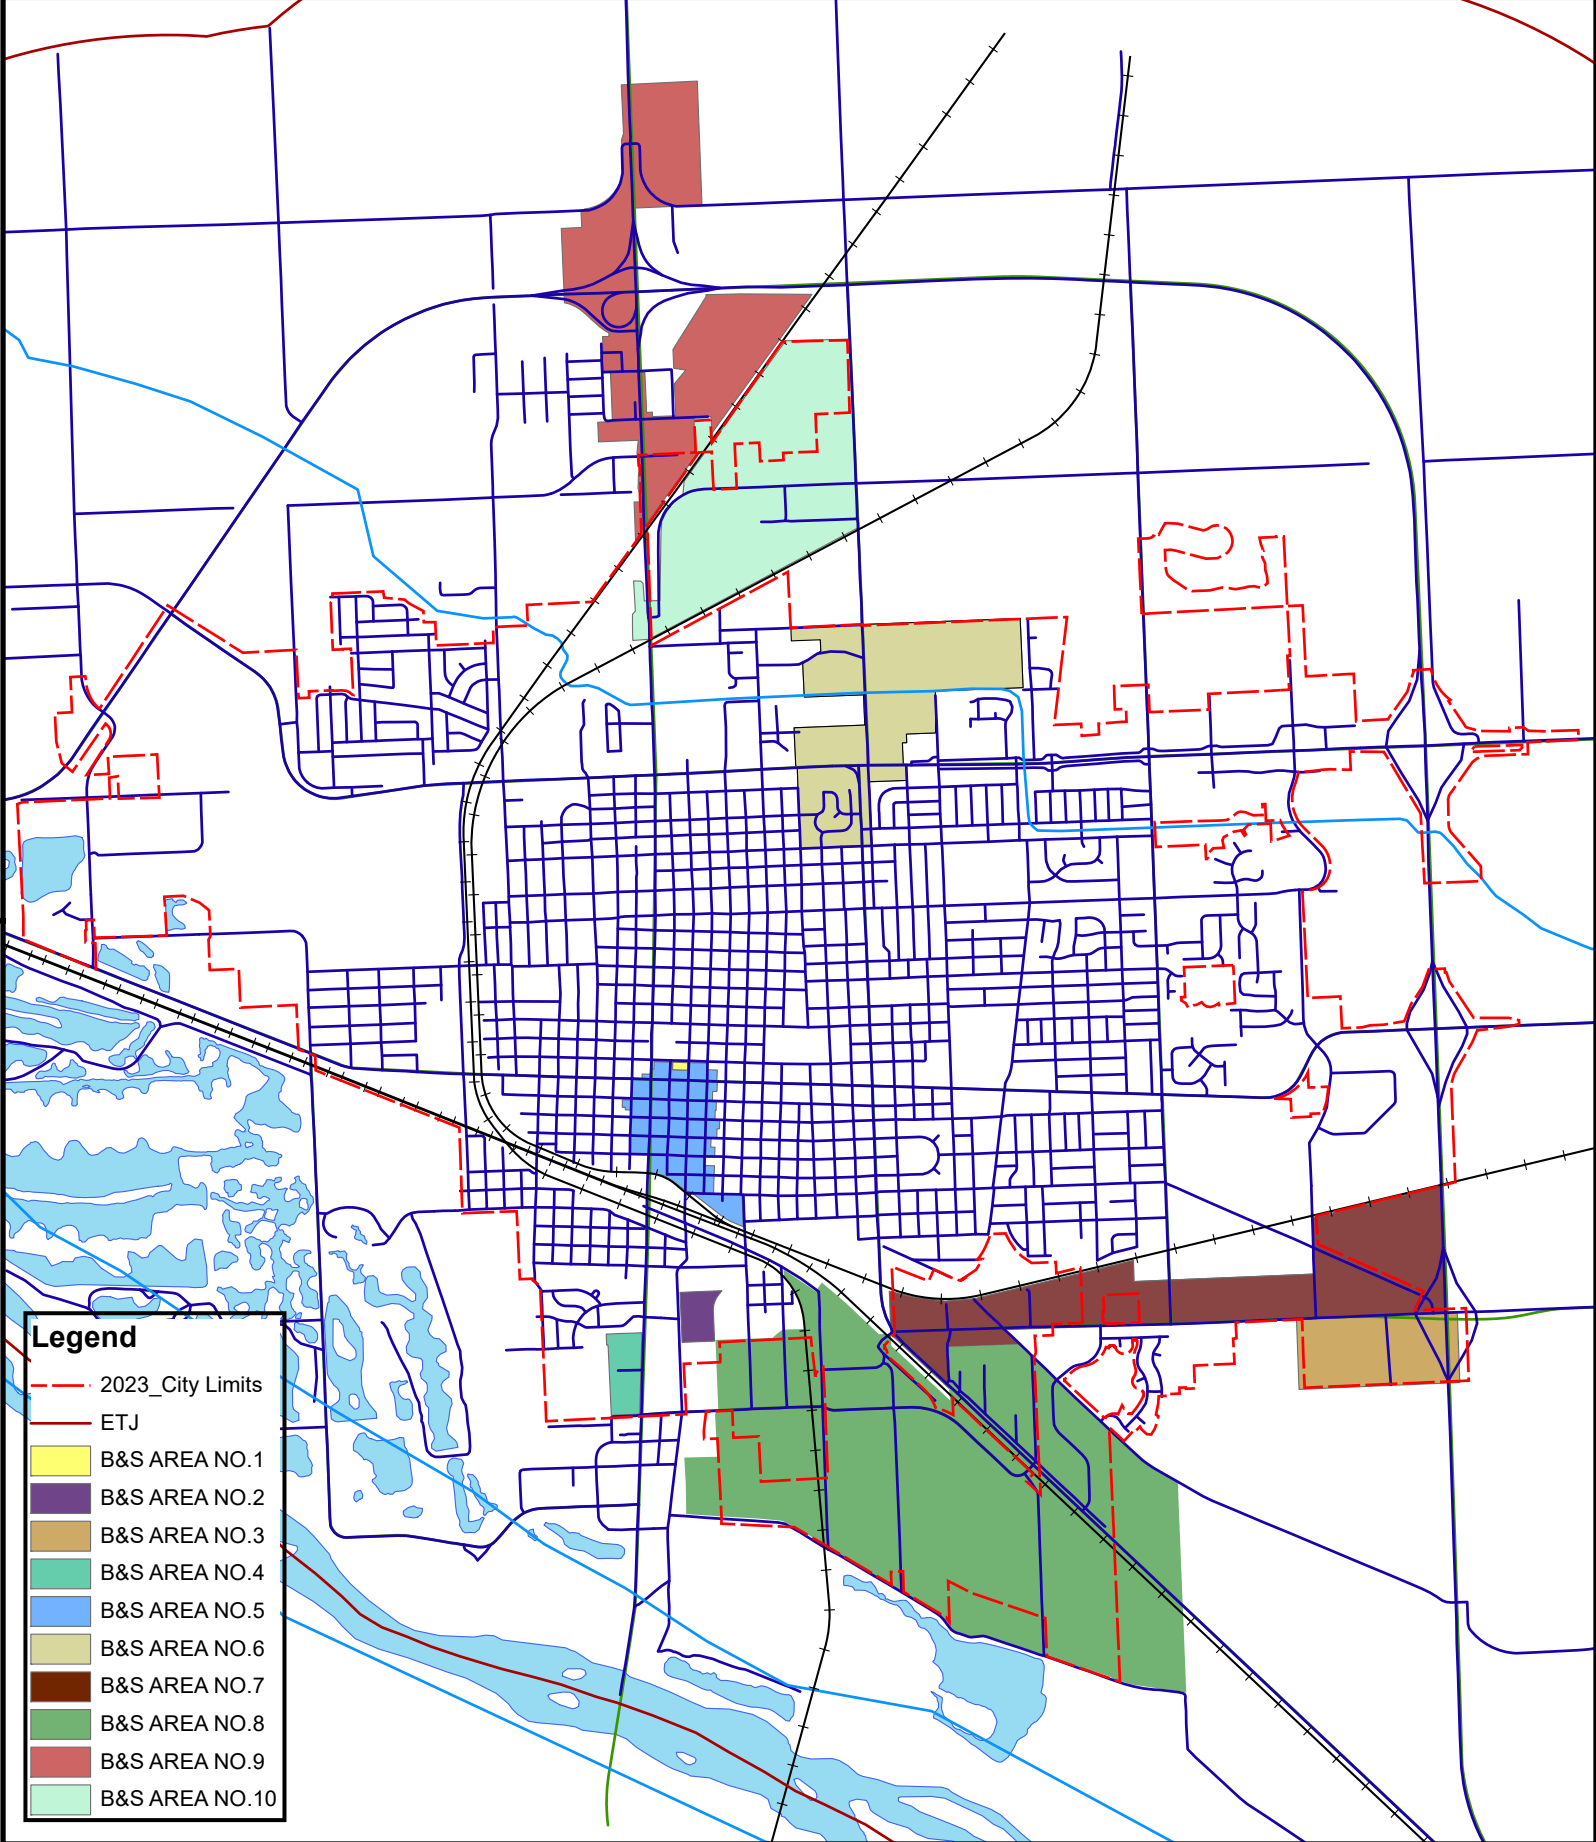 Legend
2023_City Limits
ETJ
B&S AREA NO.1
B&S AREA NO.2
B&S AREA NO.3
B&S AREA NO.4
B&S AREA NO.5
B&S AREA NO.6
B&S AREA NO.7
B&S AREA NO.8
B&S AREA NO.9
B&S AREA NO.10